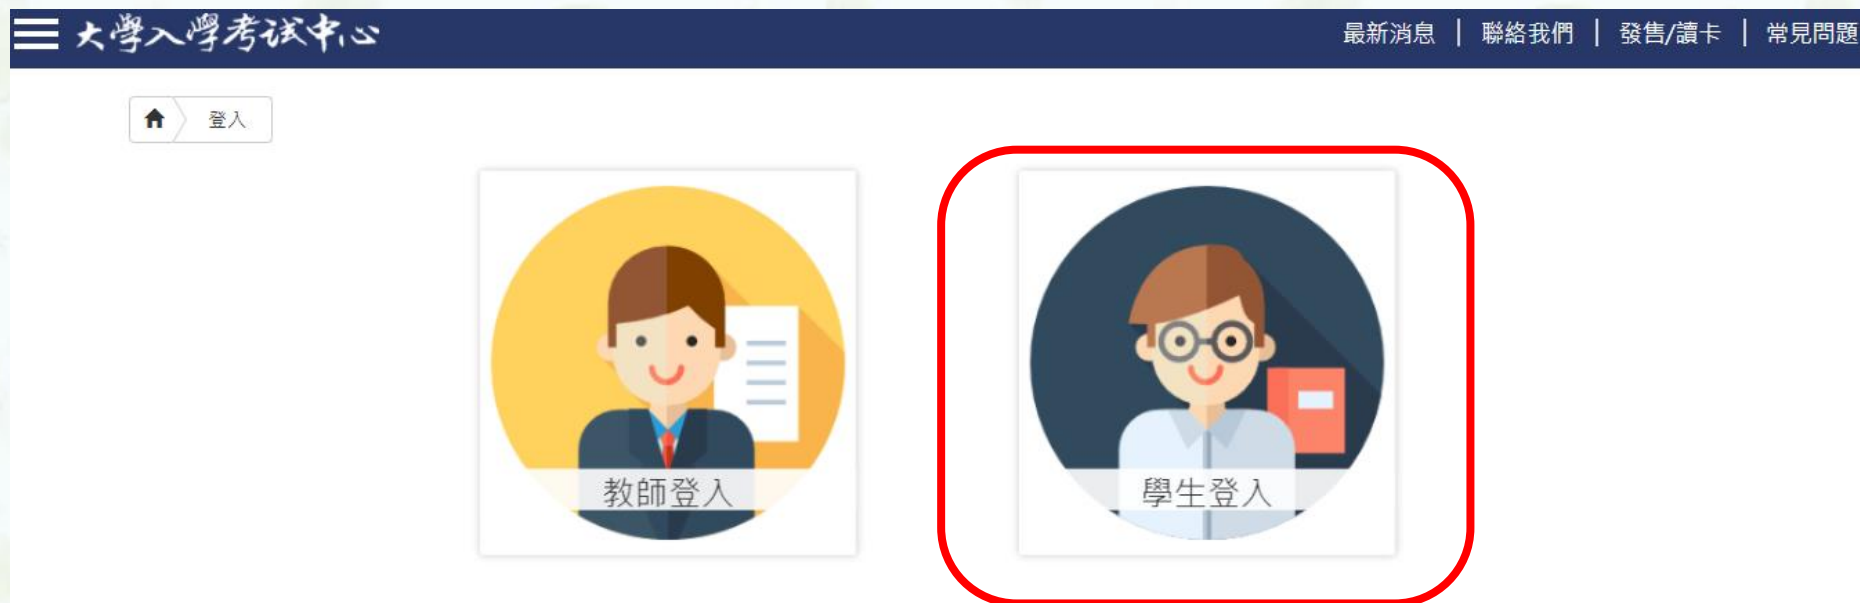 大學入學考試中心
最新消息 | 聯絡我們 | 發售/讀卡 | 常見問題
登入
教師登入
學生登入